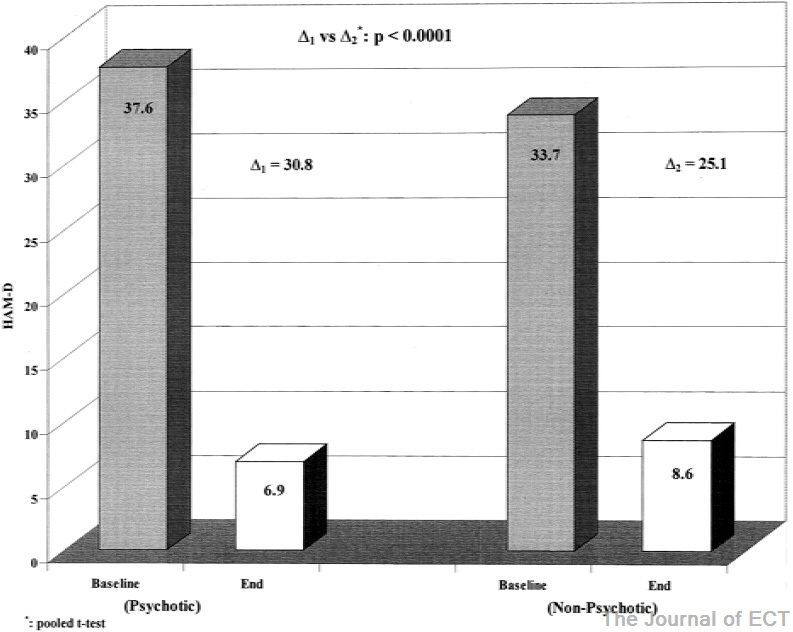 Δ₁ vs Δ₂*: p < 0.0001
40
35
30
25
20
15
10
5
0
HAM-D
37.6
Δ₁ = 30.8
33.7
Δ₂ = 25.1
6.9
8.6
Baseline
End
Baseline
End
(Psychotic)
(Non-Psychotic)
*: pooled t-test
The Journal of ECT